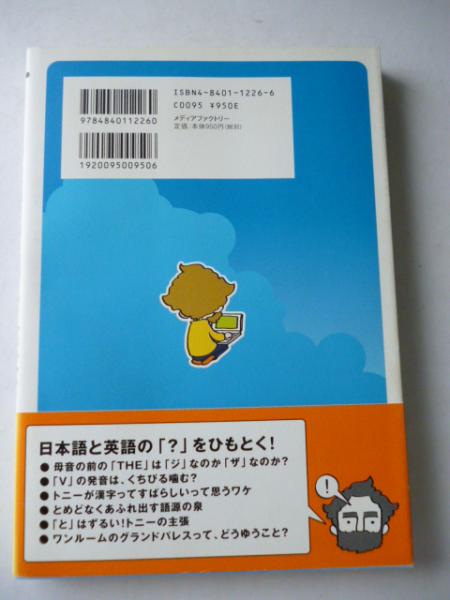 ISBN4-8401-1226-6
C0095 ¥950E
メディアファクトリー
定価:本体950円(税別)
9784840112260
1920095009506
日本語と英語の「?」をひもとく!
●母音の前の「THE」は「ジ」なのか「ザ」なのか?
●「V」の発音は、くちびる噛む?
●トニーが漢字ってすばらしいって思うワケ
●とめどなくあふれ出す語源の泉
●「と」はずるい!トニーの主張
●ワンルームのグランドパレスって、どうゆうこと?
!